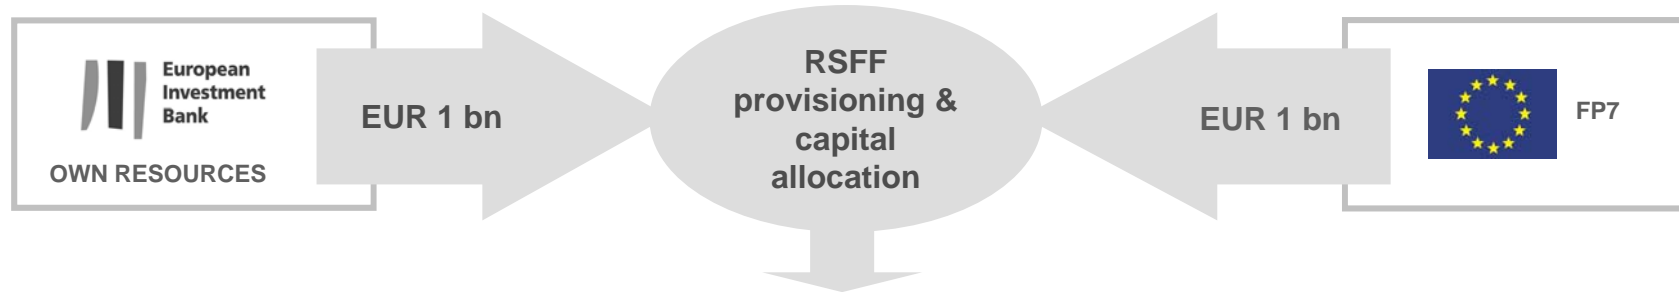 European
Investment
Bank
OWN RESOURCES
EUR 1 bn
RSFF
provisioning &
capital
allocation
EUR 1 bn
FP7